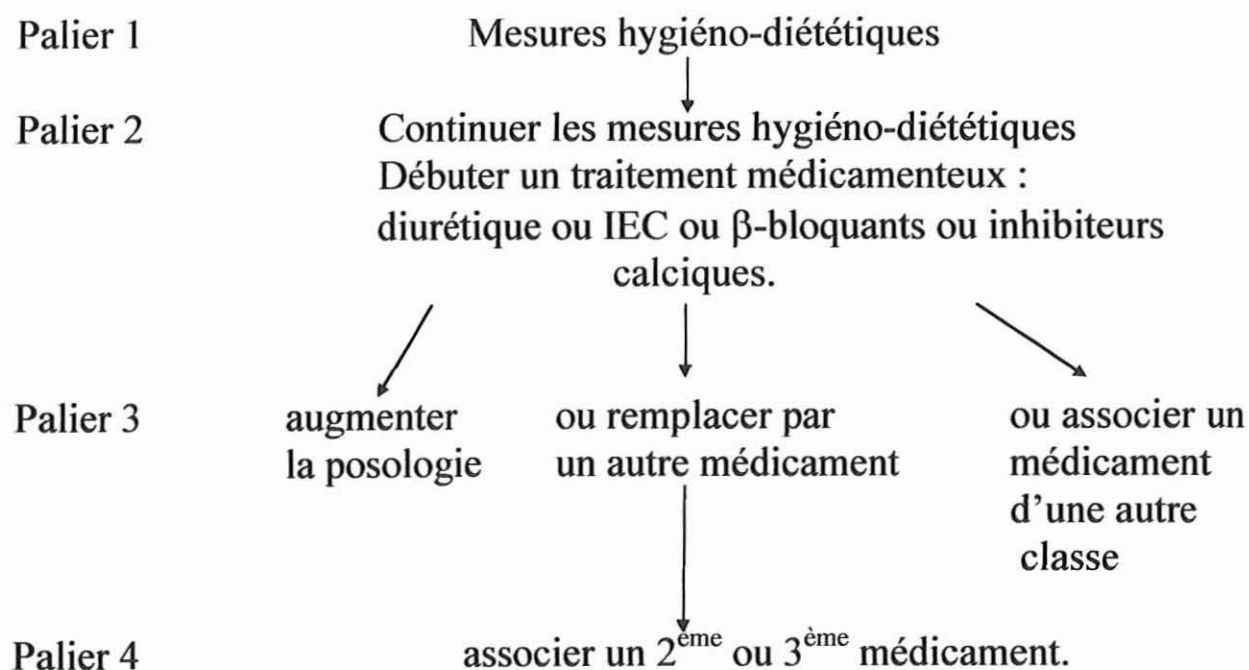 Palier 1 Mesures hygiéno-diététiques
Palier 2 Continuer les mesures hygiéno-diététiques
Débuter un traitement médicamenteux :
diurétique ou IEC ou β-bloquants ou inhibiteurs
calciques.
Palier 3 augmenter ou remplacer par ou associer un
la posologie un autre médicament médicament
d’une autre
classe
Palier 4 associer un 2ème ou 3ème médicament.